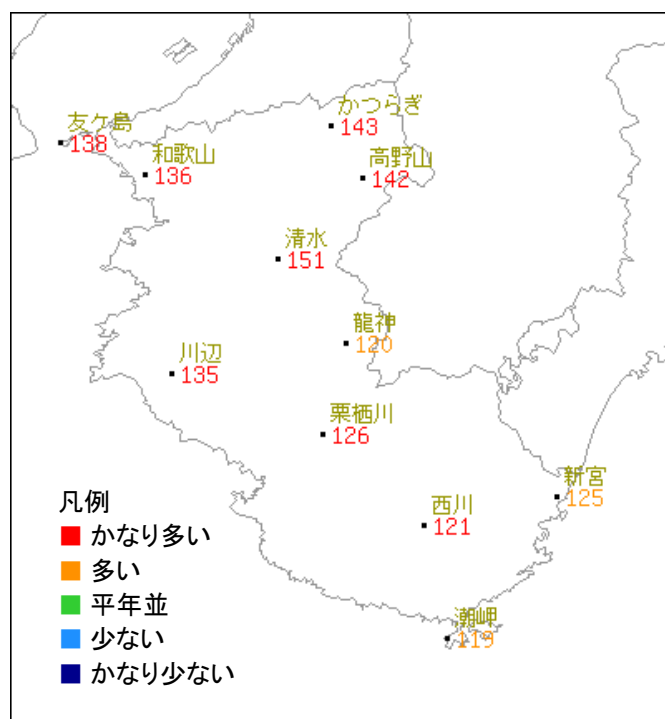 かつらぎ
143
友ケ島
138
和歌山
136
高野山
142
清水
151
龍神
120
川辺
135
栗栖川
126
新宮
125
西川
121
潮岬
119
凡例
かなり多い
多い
平年並
少ない
かなり少ない